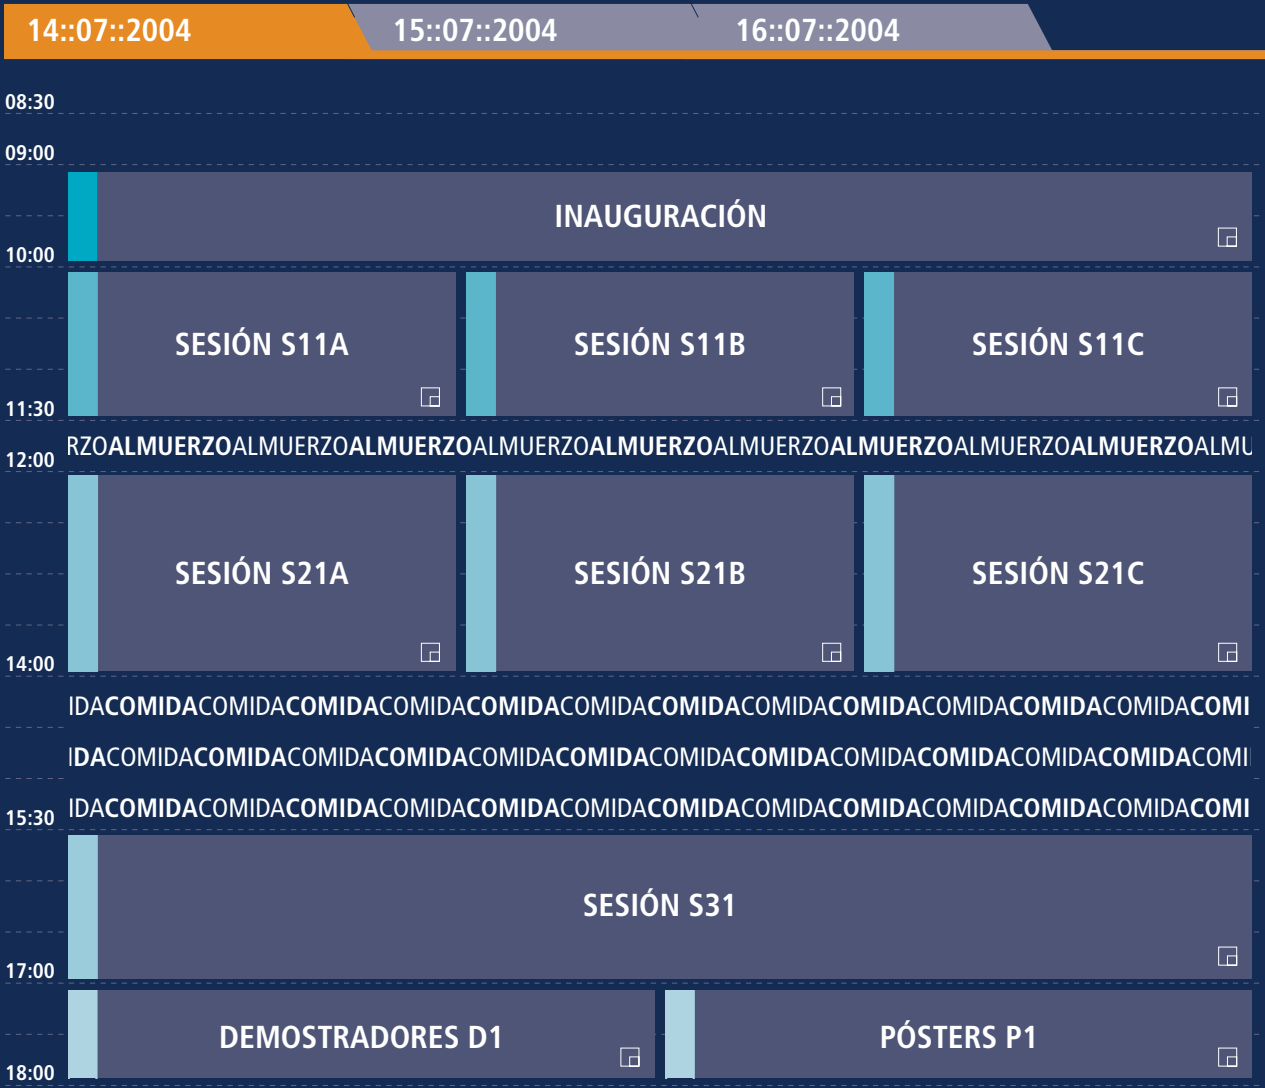 14::07::2004
15::07::2004
16::07::2004
08:30
09:00
INAUGURACIÓN
10:00
SESIÓN S11A
SESIÓN S11B
SESIÓN S11C
11:30
RZOALMUERZOALMUERZOALMUERZOALMUERZOALMUERZOALMUERZOALMUERZOALMUERZOALMUERZOALMU
12:00
SESIÓN S21A
SESIÓN S21B
SESIÓN S21C
14:00
IDACOMIDACOMIDACOMIDACOMIDACOMIDACOMIDACOMIDACOMIDACOMIDACOMIDACOMIDACOMIDACOMI
IDACOMIDACOMIDACOMIDACOMIDACOMIDACOMIDACOMIDACOMIDACOMIDACOMIDACOMIDACOMIDACOMI
IDACOMIDACOMIDACOMIDACOMIDACOMIDACOMIDACOMIDACOMIDACOMIDACOMIDACOMIDACOMIDACOMI
15:30
SESIÓN S31
17:00
DEMOSTRADORES D1
PÓSTERS P1
18:00